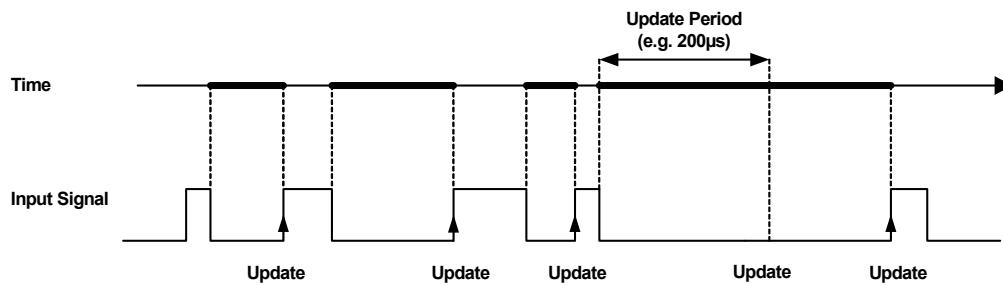 Update Period
(e.g. 200µs)
Time
Input Signal
Update
Update
Update
Update
Update